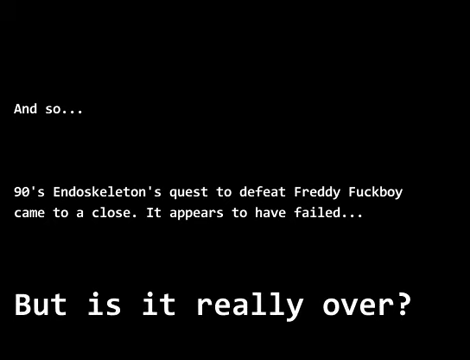 And so...
90's Endoskeleton's quest to defeat Freddy Fuckboy
came to a close. It appears to have failed...
But is it really over?